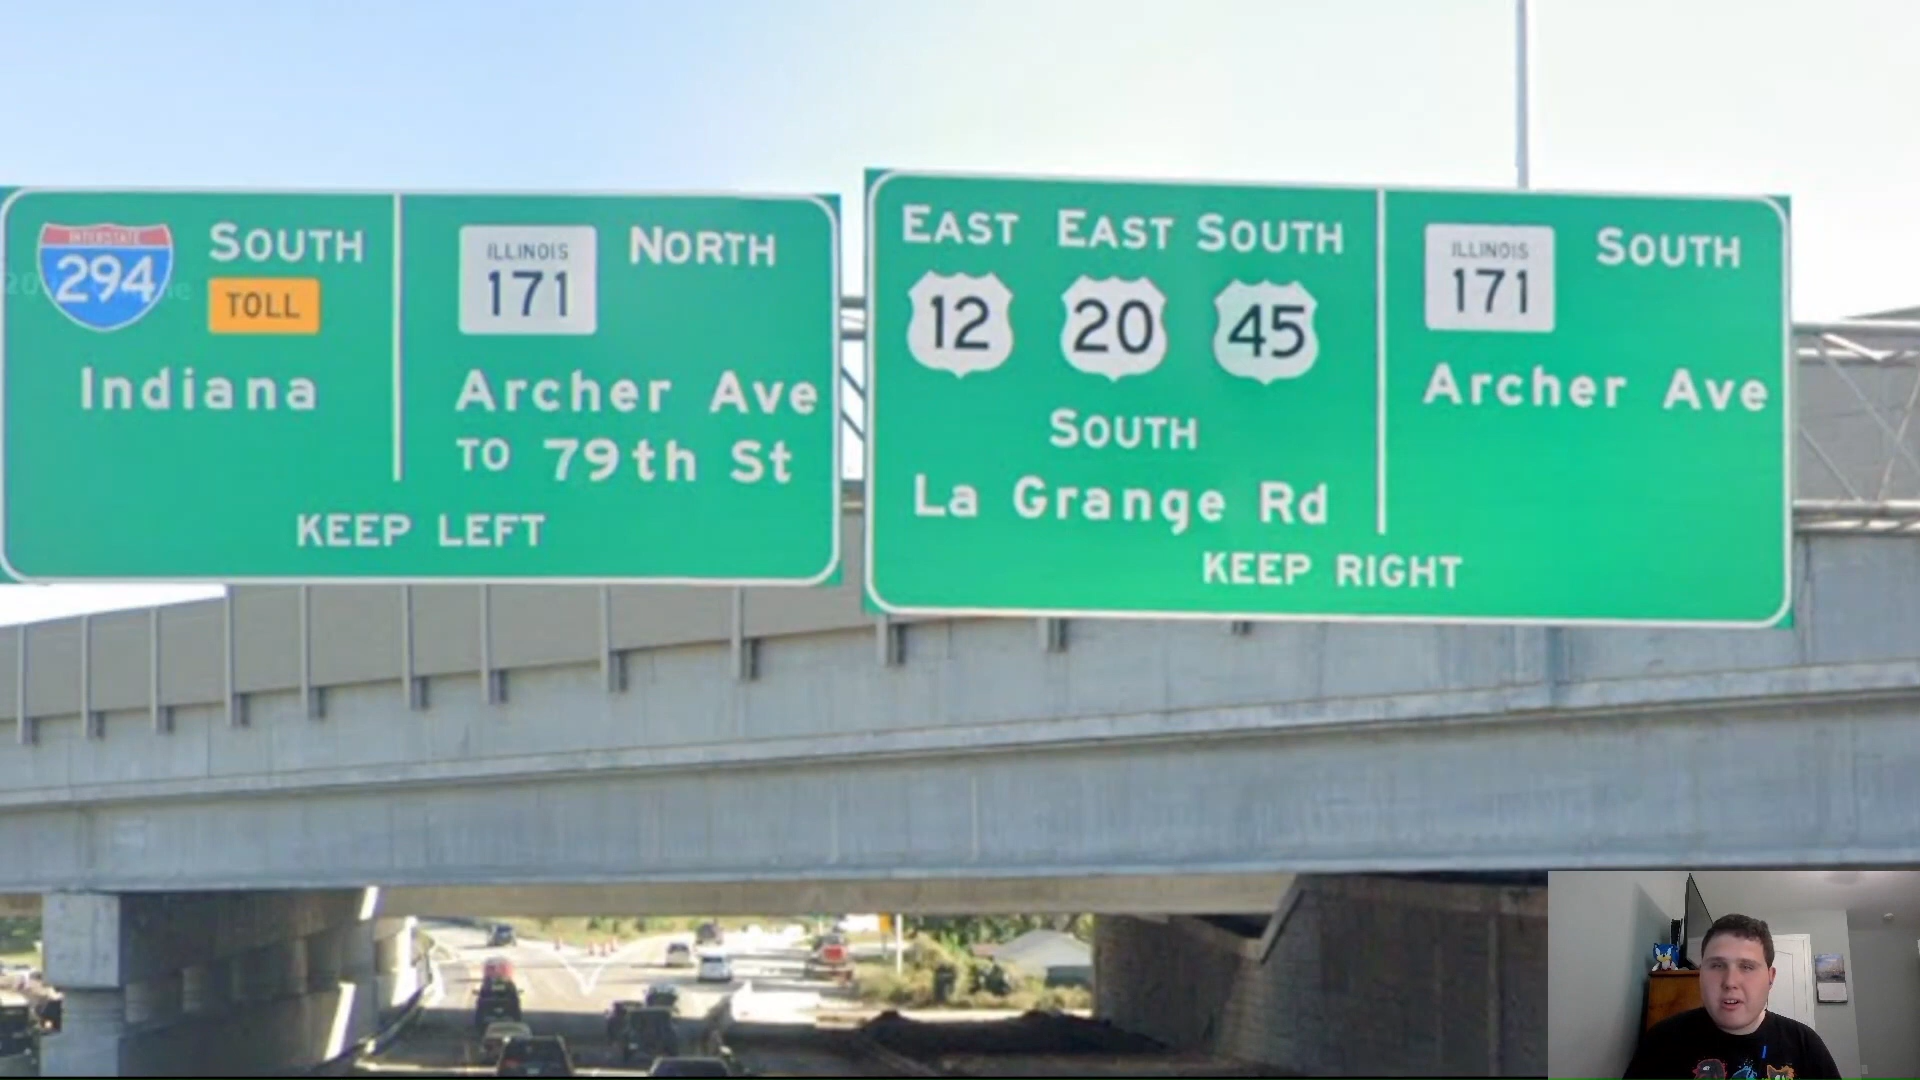 INTERSTATE
294
SOUTH
TOLL
Indiana
ILLINOIS
171
NORTH
Archer Ave
TO 79th St
KEEP LEFT
EAST EAST SOUTH
12 20 45
SOUTH
La Grange Rd
ILLINOIS
171
SOUTH
Archer Ave
KEEP RIGHT